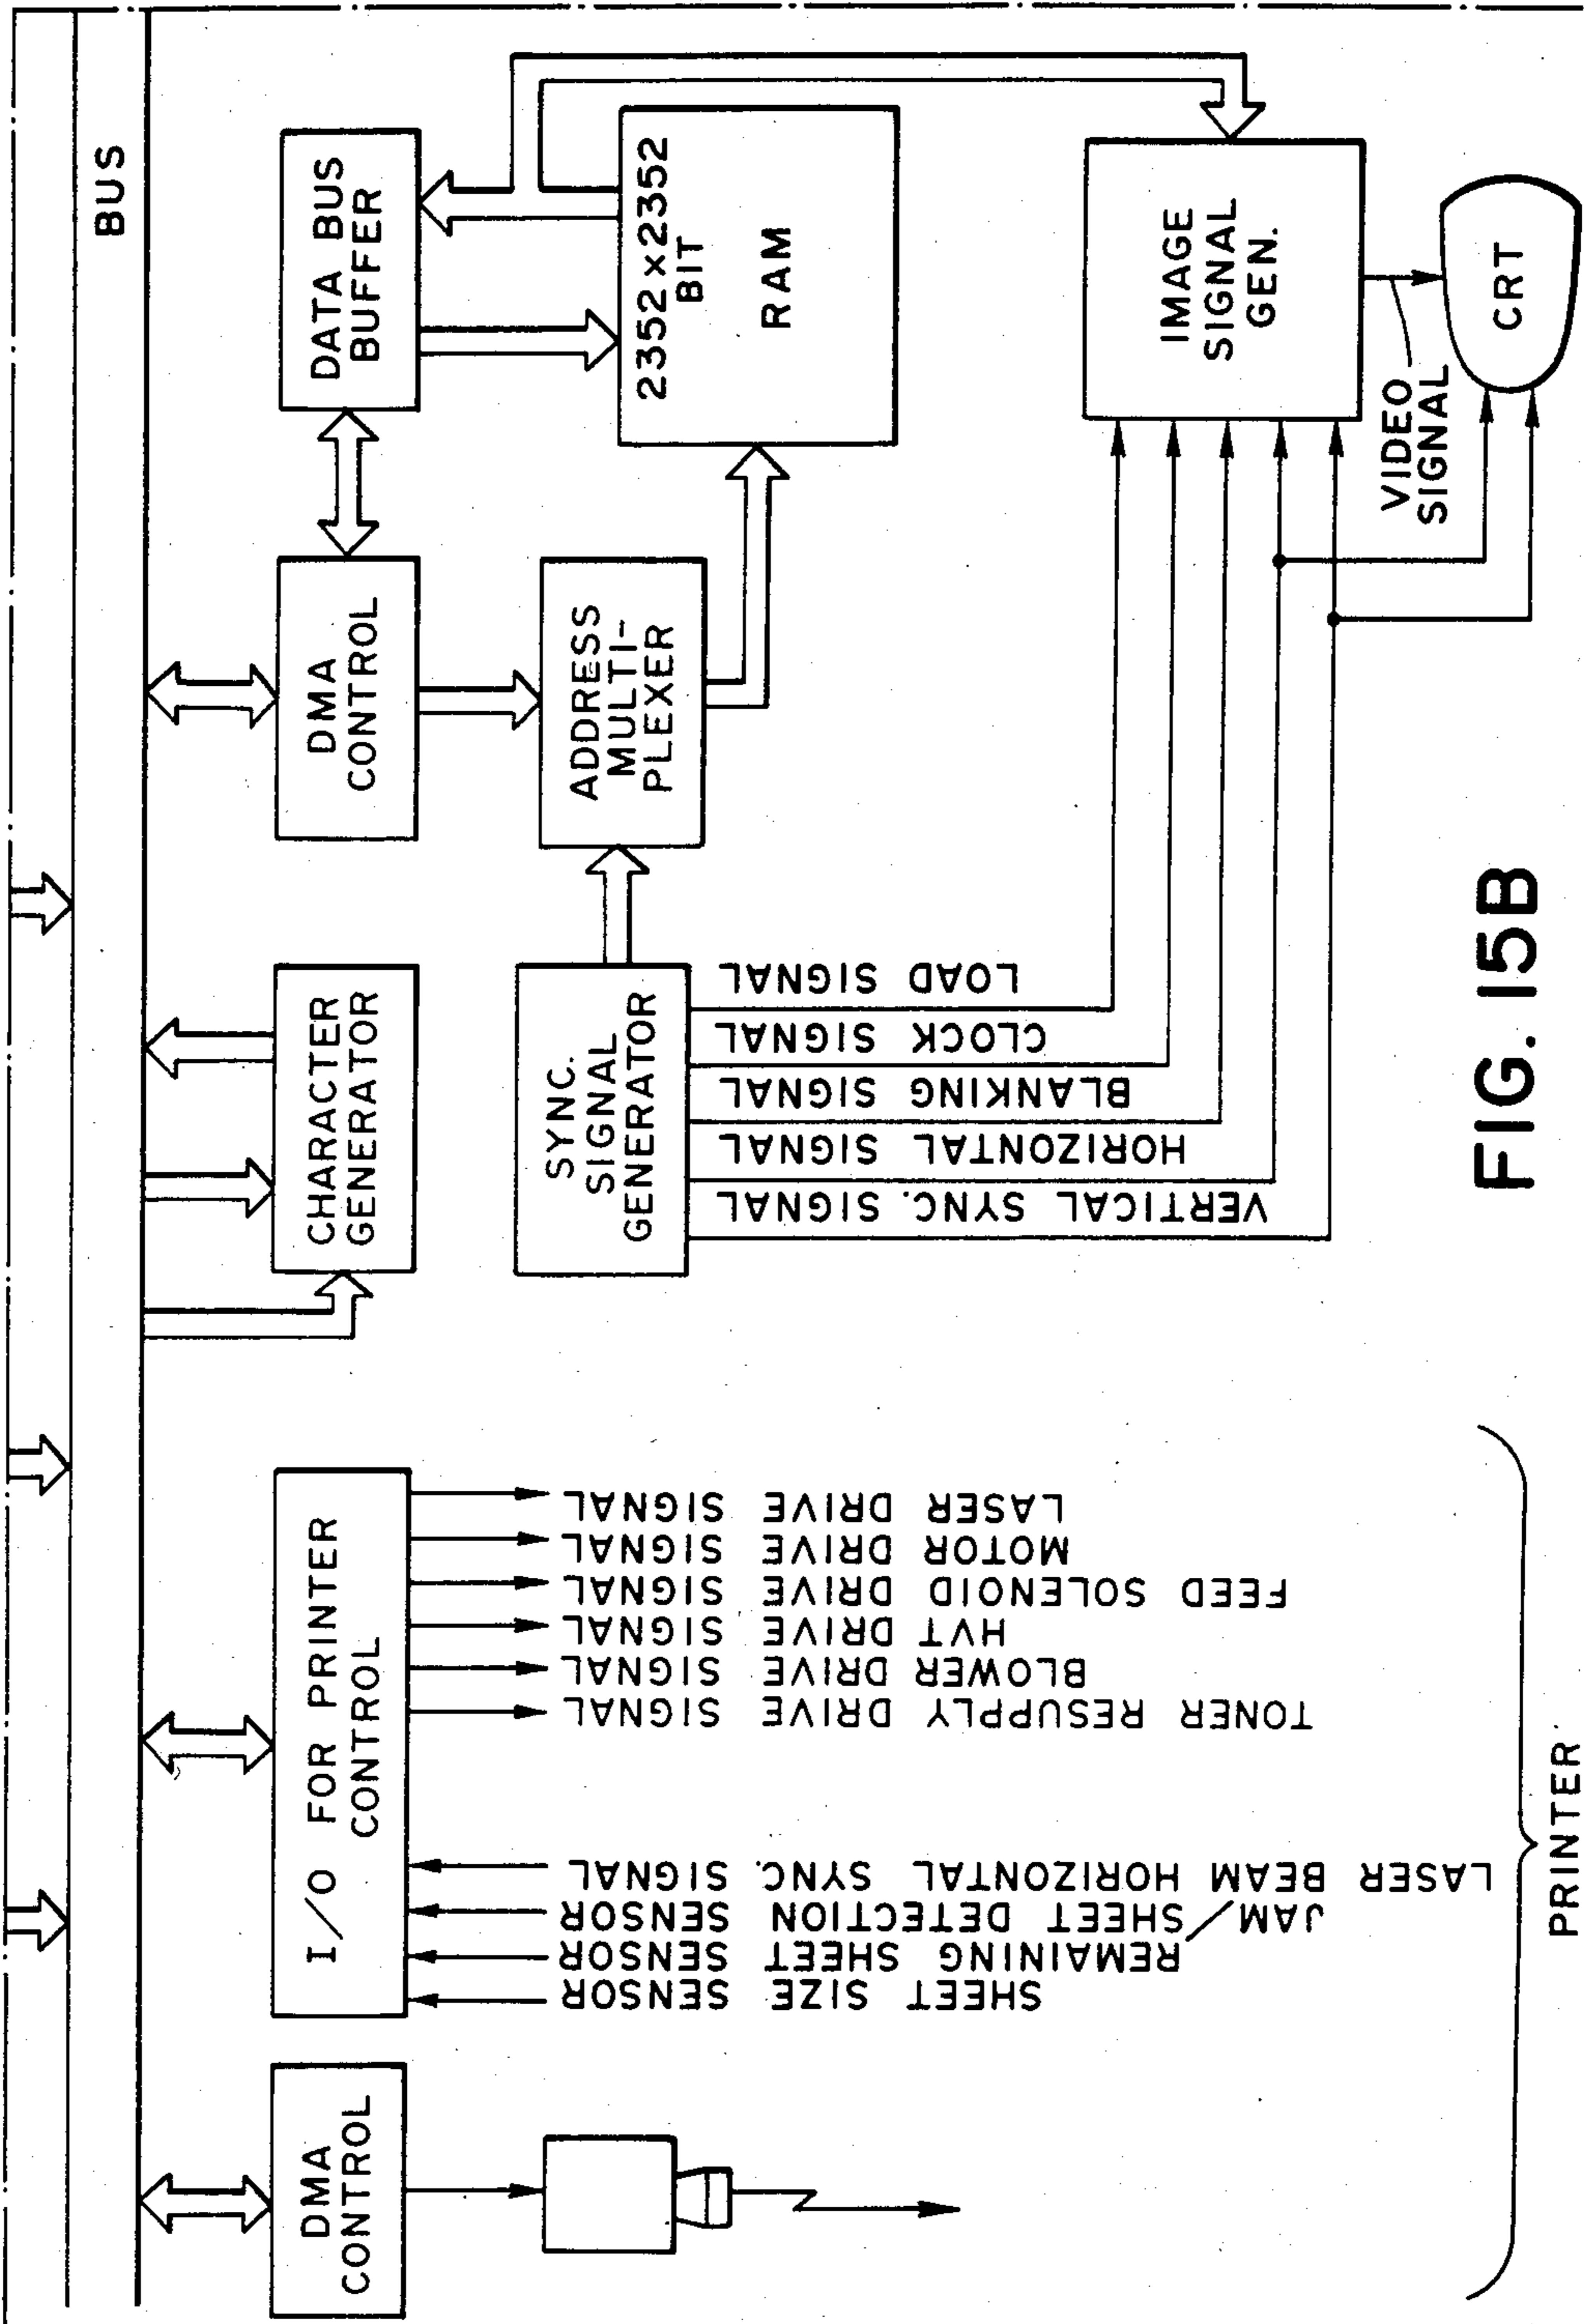 BUS
DMA
CONTROL
I/O FOR PRINTER
CONTROL
CHARACTER
GENERATOR
DMA
CONTROL
DATA BUS
BUFFER
SYNC.
SIGNAL
GENERATOR
ADDRESS
MULTI-
PLEXER
2352×2352
BIT
RAM
SHEET SIZE SENSOR
REMAINING SHEET SENSOR
JAM/SHEET DETECTION SENSOR
LASER BEAM HORIZONTAL SYNC. SIGNAL
TONER RESUPPLY DRIVE SIGNAL
BLOWER DRIVE SIGNAL
HVT DRIVE SIGNAL
FEED SOLENOID DRIVE SIGNAL
MOTOR DRIVE SIGNAL
LASER DRIVE SIGNAL
VERTICAL SYNC. SIGNAL
HORIZONTAL SIGNAL
BLANKING SIGNAL
CLOCK SIGNAL
LOAD SIGNAL
IMAGE
SIGNAL
GEN.
VIDEO
SIGNAL
CRT
PRINTER
FIG. 15B